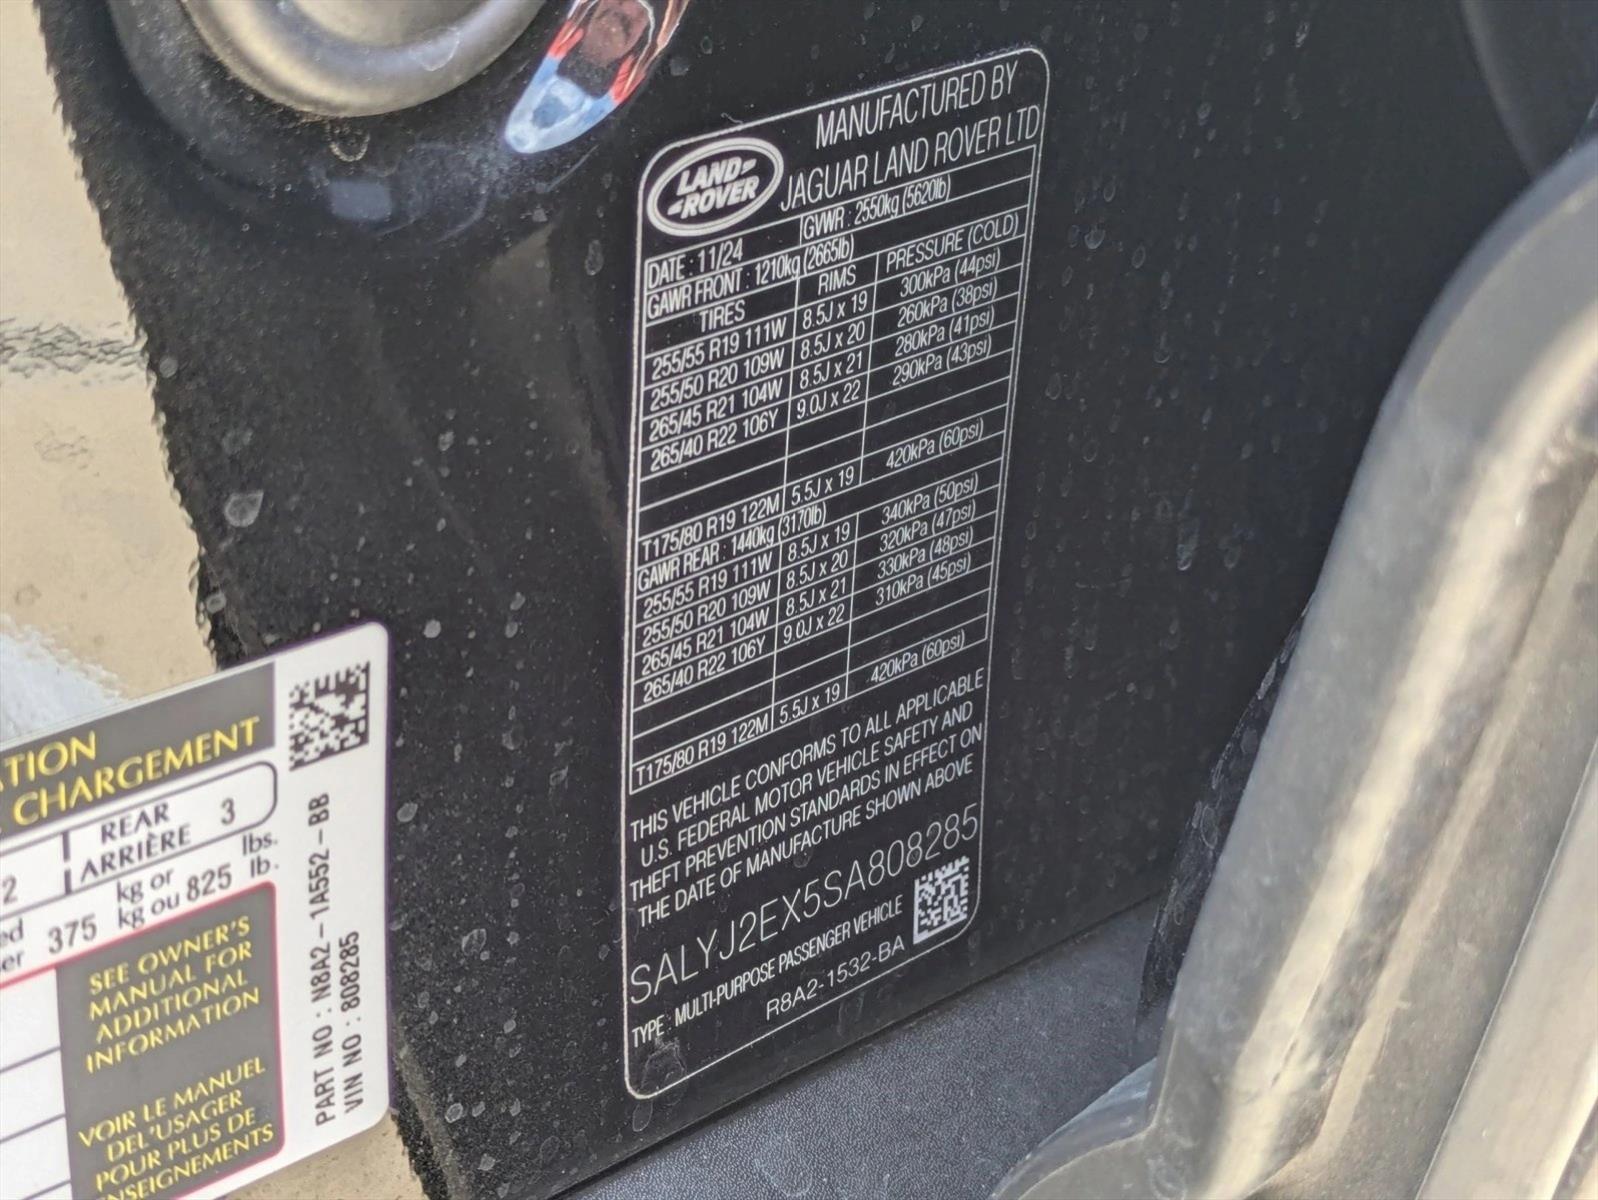 LAND
ROVER
MANUFACTURED BY
JAGUAR LAND ROVER LTD
DATE : 11/24 GVWR : 2550kg (5620lb)
GAWR FRONT : 1210kg (2665lb)
TIRES RIMS PRESSURE (COLD)
255/55 R19 111W 8.5J x 19 300kPa (44psi)
255/50 R20 109W 8.5J x 20 260kPa (38psi)
265/45 R21 104W 8.5J x 21 280kPa (41psi)
265/40 R22 106Y 9.0J x 22 290kPa (43psi)
T175/80 R19 122M 5.5J x 19 420kPa (60psi)
GAWR REAR : 1440kg (3170lb)
255/55 R19 111W 8.5J x 19 340kPa (50psi)
255/50 R20 109W 8.5J x 20 320kPa (47psi)
265/45 R21 104W 8.5J x 21 330kPa (48psi)
265/40 R22 106Y 9.0J x 22 310kPa (45psi)
T175/80 R19 122M 5.5J x 19 420kPa (60psi)
THIS VEHICLE CONFORMS TO ALL APPLICABLE
U.S. FEDERAL MOTOR VEHICLE SAFETY AND
THEFT PREVENTION STANDARDS IN EFFECT ON
THE DATE OF MANUFACTURE SHOWN ABOVE
SALYJ2EX5SA808285
TYPE : MULTI-PURPOSE PASSENGER VEHICLE
R8A2-1532-BA
CHARGEMENT
2 REAR
ARRIÈRE 3
375 kg or
kg ou 825 lbs.
lb.
SEE OWNER'S
MANUAL FOR
ADDITIONAL
INFORMATION
VOIR LE MANUEL
DEL'USAGER
POUR PLUS DE
PART NO : N8A2-1A552-BB
VIN NO : 808285